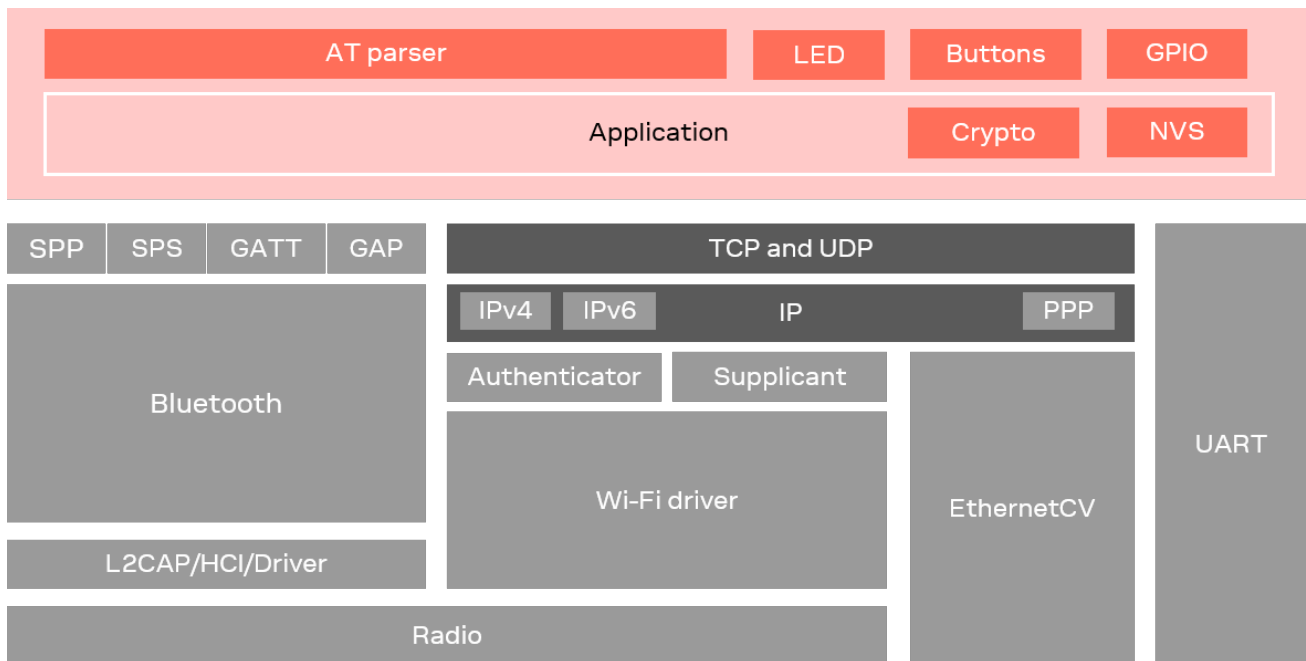 AT parser
LED
Buttons
GPIO
Application
Crypto
NVS
SPP
SPS
GATT
GAP
TCP and UDP
IPv4
IPv6
IP
PPP
Authenticator
Supplicant
Bluetooth
UART
Wi-Fi driver
EthernetCV
L2CAP/HCI/Driver
Radio